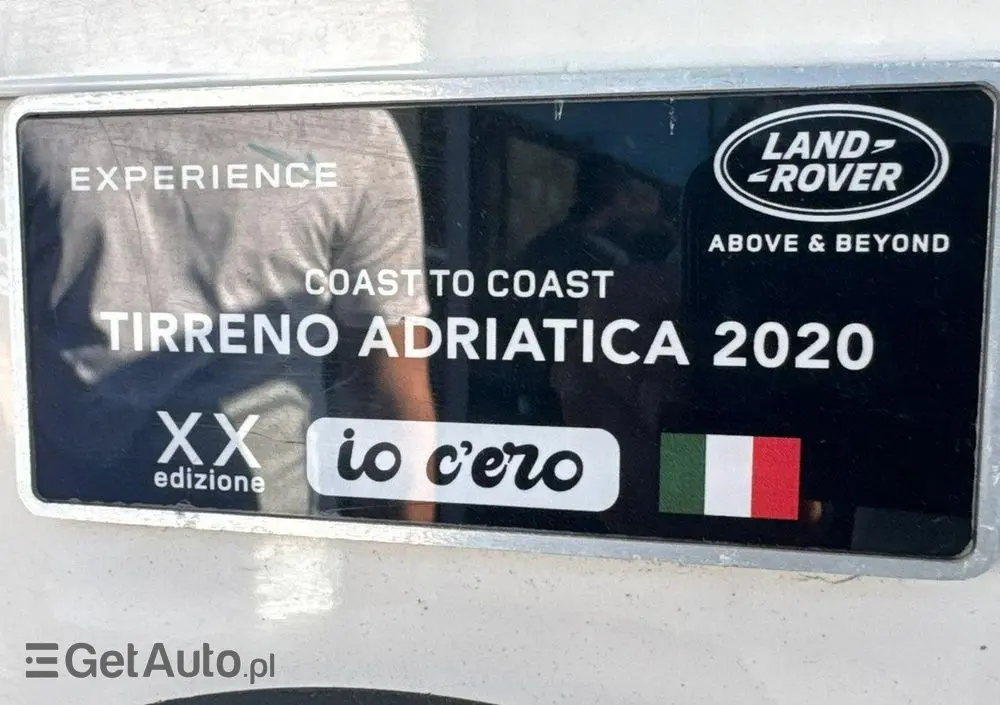 EXPERIENCE
LAND
ROVER
ABOVE & BEYOND
COAST TO COAST
TIRRENO ADRIATICA 2020
XX
edizione
io c'ero
GetAuto.pl